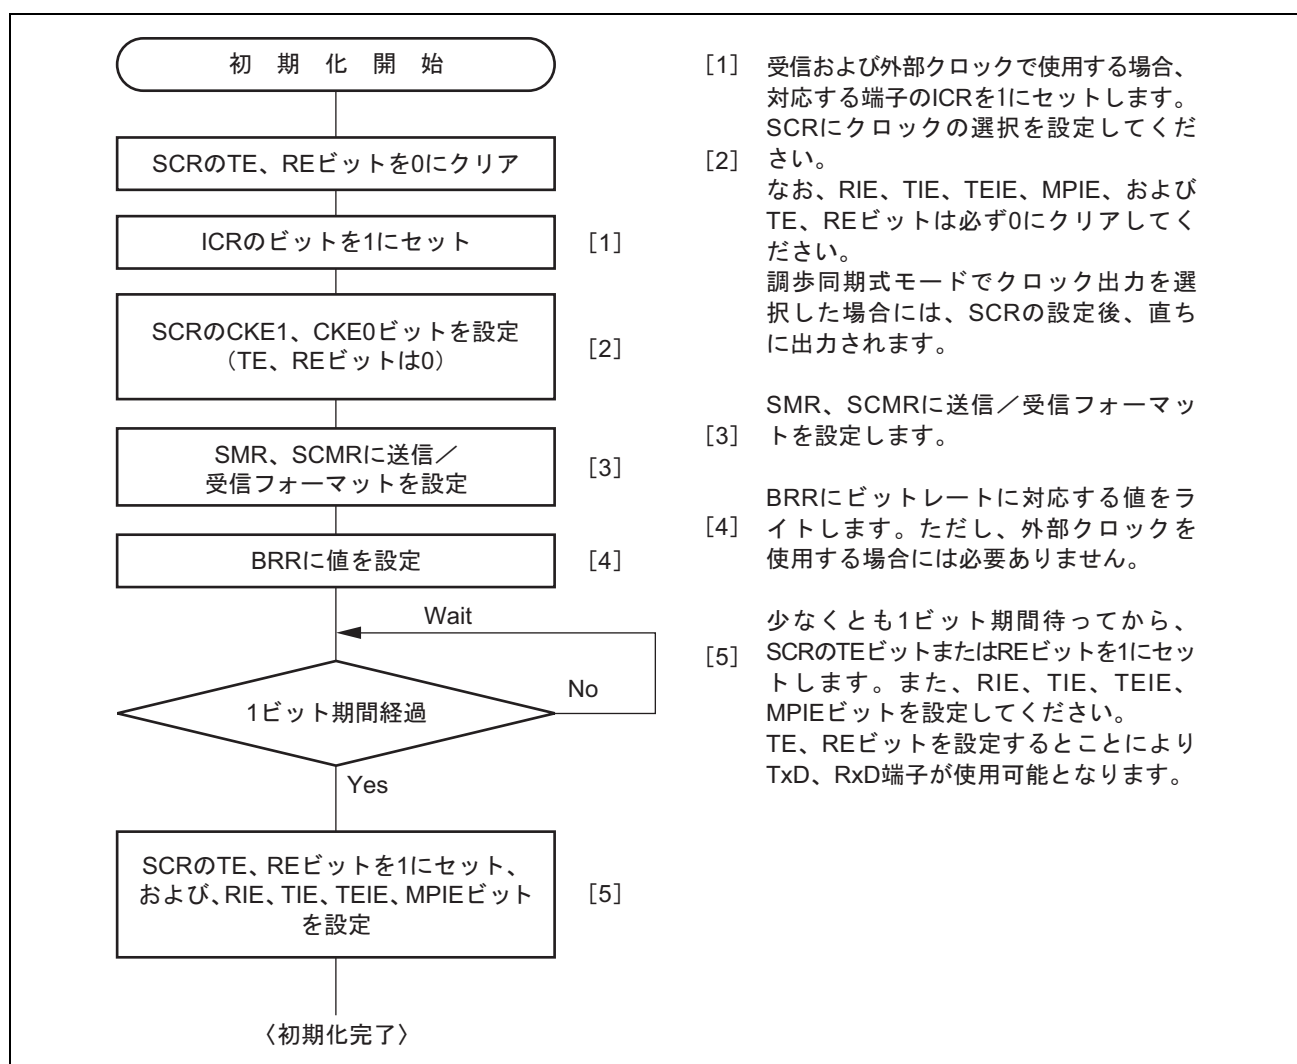 初期化開始
SCRのTE、REビットを0にクリア
ICRのビットを1にセット
[1]
SCRのCKE1、CKE0ビットを設定
（TE、REビットは0）
[2]
SMR、SCMRに送信／
受信フォーマットを設定
[3]
BRRに値を設定
[4]
Wait
1ビット期間経過
No
Yes
SCRのTE、REビットを1にセット、
および、RIE、TIE、TEIE、MPIEビット
を設定
[5]
〈初期化完了〉
[1] 受信および外部クロックで使用する場合、
対応する端子のICRを1にセットします。
SCRにクロックの選択を設定してくだ
[2] さい。
なお、RIE、TIE、TEIE、MPIE、および
TE、REビットは必ず0にクリアしてく
ださい。
調歩同期式モードでクロック出力を選
択した場合には、SCRの設定後、直ち
に出力されます。
SMR、SCMRに送信／受信フォーマッ
[3] トを設定します。
BRRにビットレートに対応する値をラ
[4] イトします。ただし、外部クロックを
使用する場合には必要ありません。
少なくとも1ビット期間待ってから、
[5] SCRのTEビットまたはREビットを1にセッ
トします。また、RIE、TIE、TEIE、
MPIEビットを設定してください。
TE、REビットを設定するとことにより
TxD、RxD端子が使用可能となります。